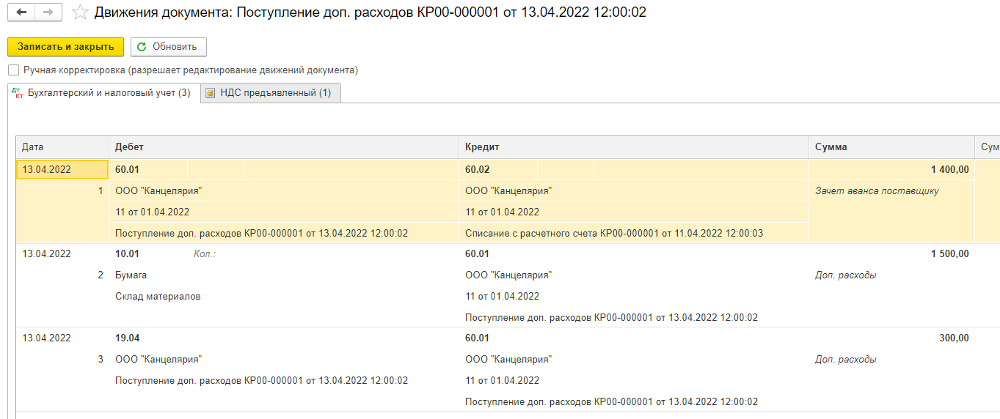 Движения документа: Поступление доп. расходов КР00-000001 от 13.04.2022 12:00:02
Записать и закрыть Обновить
Ручная корректировка (разрешает редактирование движений документа)
Дт Кт Бухгалтерский и налоговый учет (3) НДС предъявленный (1)
Дата Дебет Кредит Сумма Сум
13.04.2022 60.01 60.02 1 400,00
1 ООО "Канцелярия" ООО "Канцелярия" Зачет аванса поставщику
11 от 01.04.2022 11 от 01.04.2022
Поступление доп. расходов КР00-000001 от 13.04.2022 12:00:02 Списание с расчетного счета КР00-000001 от 11.04.2022 12:00:03
13.04.2022 10.01 Кол.: 60.01 1 500,00
2 Бумага ООО "Канцелярия" Доп. расходы
Склад материалов 11 от 01.04.2022
Поступление доп. расходов КР00-000001 от 13.04.2022 12:00:02
13.04.2022 19.04 60.01 300,00
3 ООО "Канцелярия" ООО "Канцелярия" Доп. расходы
Поступление доп. расходов КР00-000001 от 13.04.2022 12:00:02 11 от 01.04.2022
Поступление доп. расходов КР00-000001 от 13.04.2022 12:00:02